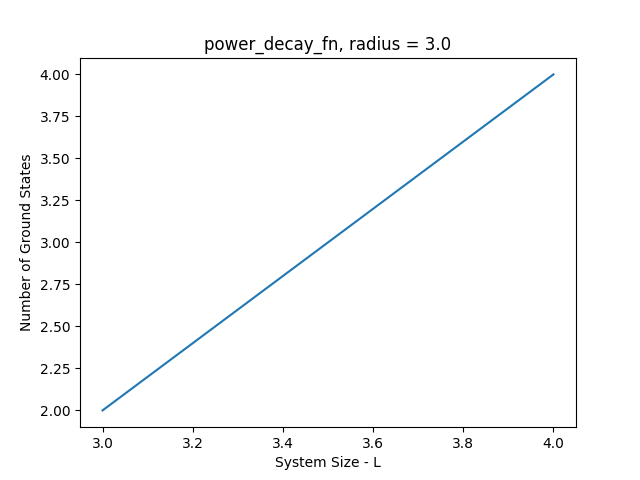 power_decay_fn, radius = 3.0
4.00
3.75
3.50
3.25
3.00
2.75
2.50
2.25
2.00
Number of Ground States
3.0 3.2 3.4 3.6 3.8 4.0
System Size - L